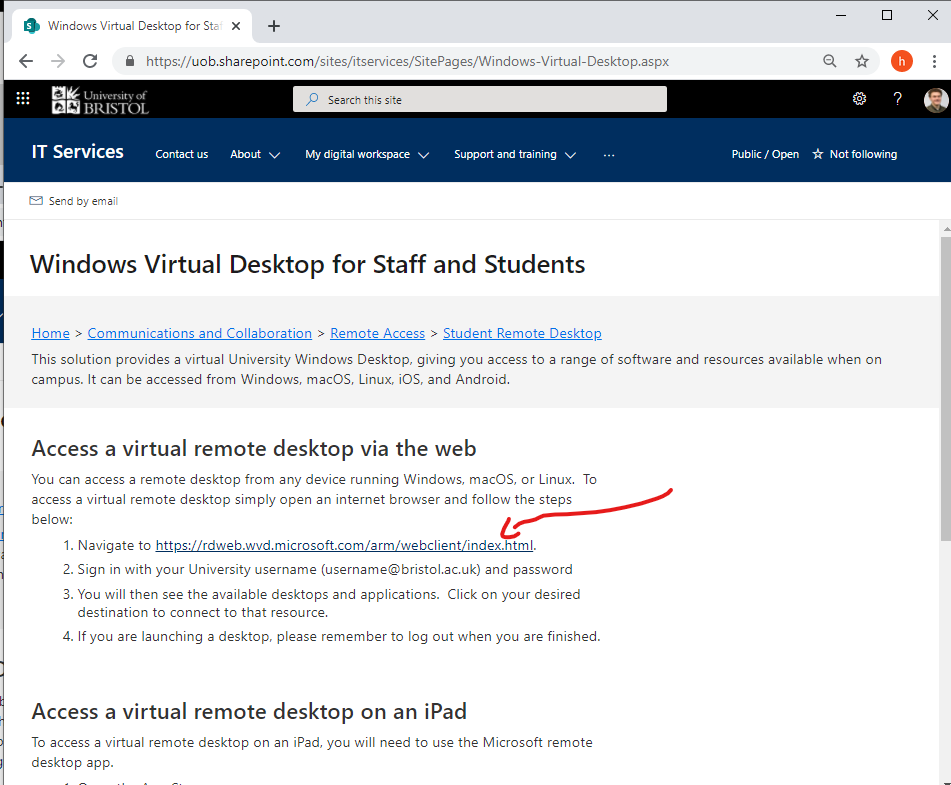 Windows Virtual Desktop for Sta
https://uob.sharepoint.com/sites/itservices/SitePages/Windows-Virtual-Desktop.aspx
h
University of
BRISTOL
Search this site
?
IT Services
Contact us
About
My digital workspace
Support and training
...
Public / Open
Not following
Send by email
Windows Virtual Desktop for Staff and Students
Home > Communications and Collaboration > Remote Access > Student Remote Desktop
This solution provides a virtual University Windows Desktop, giving you access to a range of software and resources available when on
campus. It can be accessed from Windows, macOS, Linux, iOS, and Android.
Access a virtual remote desktop via the web
You can access a remote desktop from any device running Windows, macOS, or Linux. To
access a virtual remote desktop simply open an internet browser and follow the steps
below:
1. Navigate to https://rdweb.wvd.microsoft.com/arm/webclient/index.html.
2. Sign in with your University username (username@bristol.ac.uk) and password
3. You will then see the available desktops and applications. Click on your desired
destination to connect to that resource.
4. If you are launching a desktop, please remember to log out when you are finished.
Access a virtual remote desktop on an iPad
To access a virtual remote desktop on an iPad, you will need to use the Microsoft remote
desktop app.